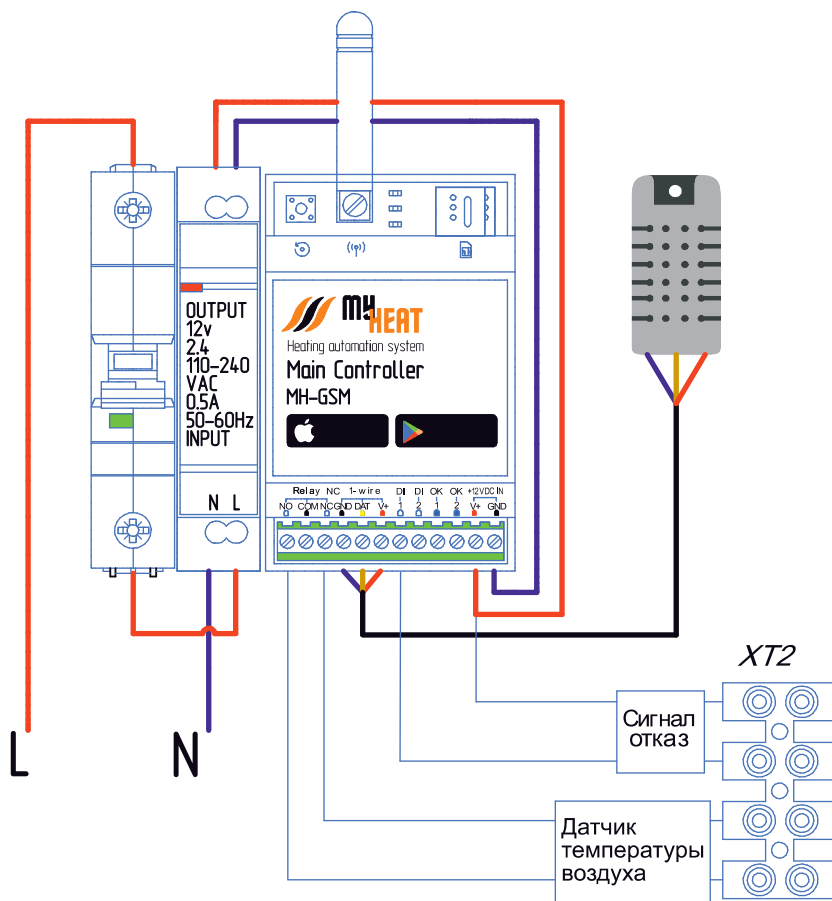 OUTPUT
12v
2.4
110-240
VAC
0.5A
50-60Hz
INPUT
N L
my
HEAT
Heating automation system
Main Controller
MH-GSM
Relay NC 1-wire DI DI OK OK +12VDC IN
NO COM NC GND DAT V+ 1 2 1 2 V+ GND
L
N
XT2
Сигнал
отказ
Датчик
температуры
воздуха